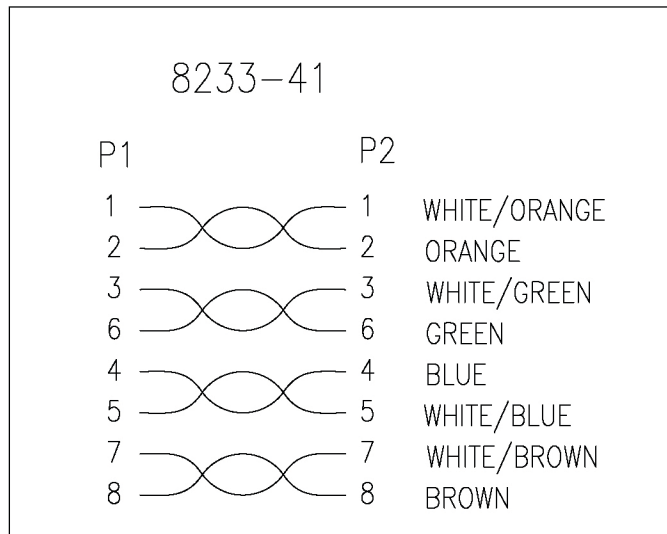 8233-41
P1 P2
1 1 WHITE/ORANGE
2 2 ORANGE
3 3 WHITE/GREEN
6 6 GREEN
4 4 BLUE
5 5 WHITE/BLUE
7 7 WHITE/BROWN
8 8 BROWN